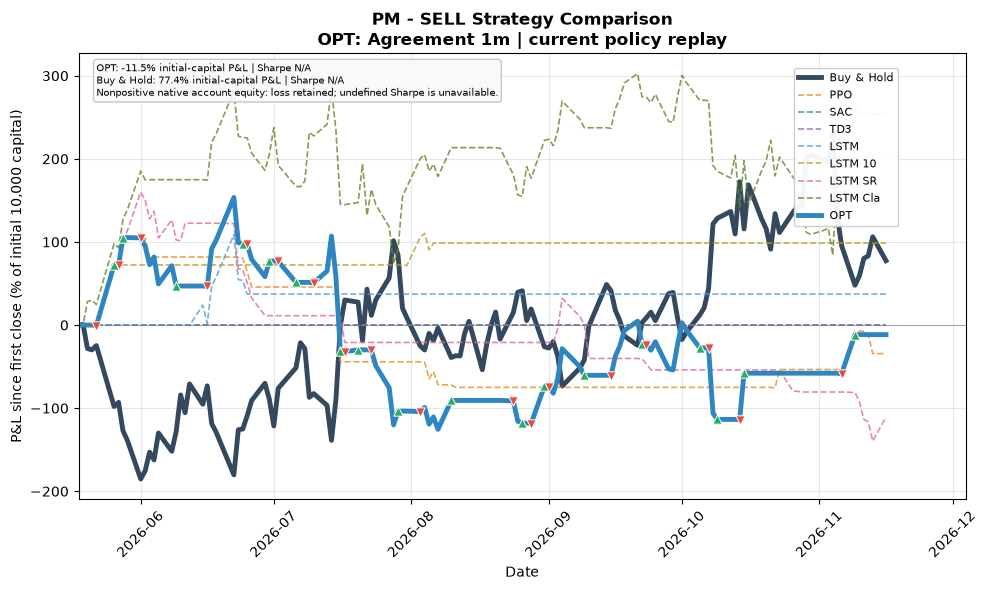 PM - SELL Strategy Comparison
OPT: Agreement 1m | current policy replay
OPT: -11.5% initial-capital P&L | Sharpe N/A
Buy & Hold: 77.4% initial-capital P&L | Sharpe N/A
Nonpositive native account equity: loss retained; undefined Sharpe is unavailable.
Buy & Hold
PPO
SAC
TD3
LSTM
LSTM 10
LSTM SR
LSTM Cla
OPT
P&L since first close (% of initial 10,000 capital)
300
200
100
0
−100
−200
2026-06
2026-07
2026-08
2026-09
2026-10
2026-11
2026-12
Date